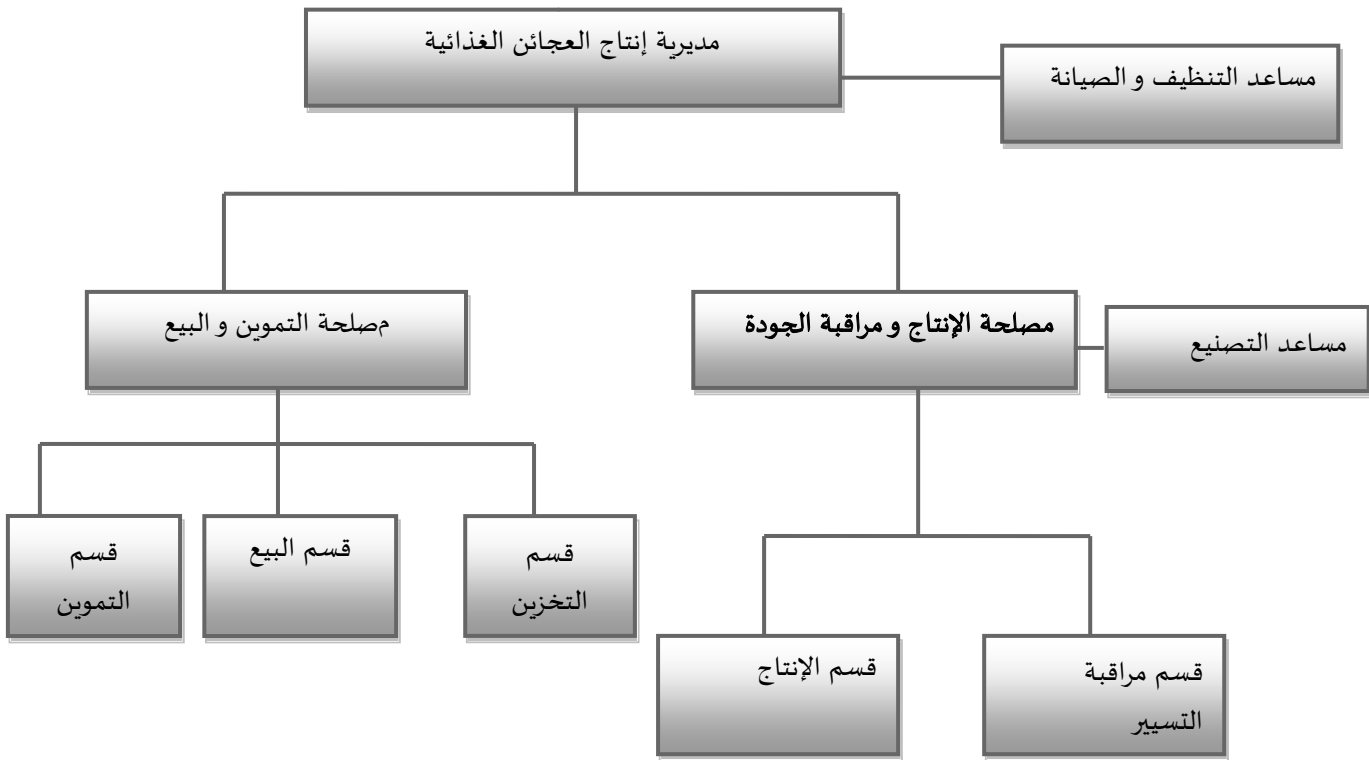 مديرية إنتاج العجائن الغذائية
مساعد التنظيف و الصيانة
مصلحة الإنتاج و مراقبة الجودة
مساعد التصنيع
مصلحة التموين و البيع
قسم
التخزين
قسم البيع
قسم
التموين
قسم مراقبة
التسيير
قسم الإنتاج